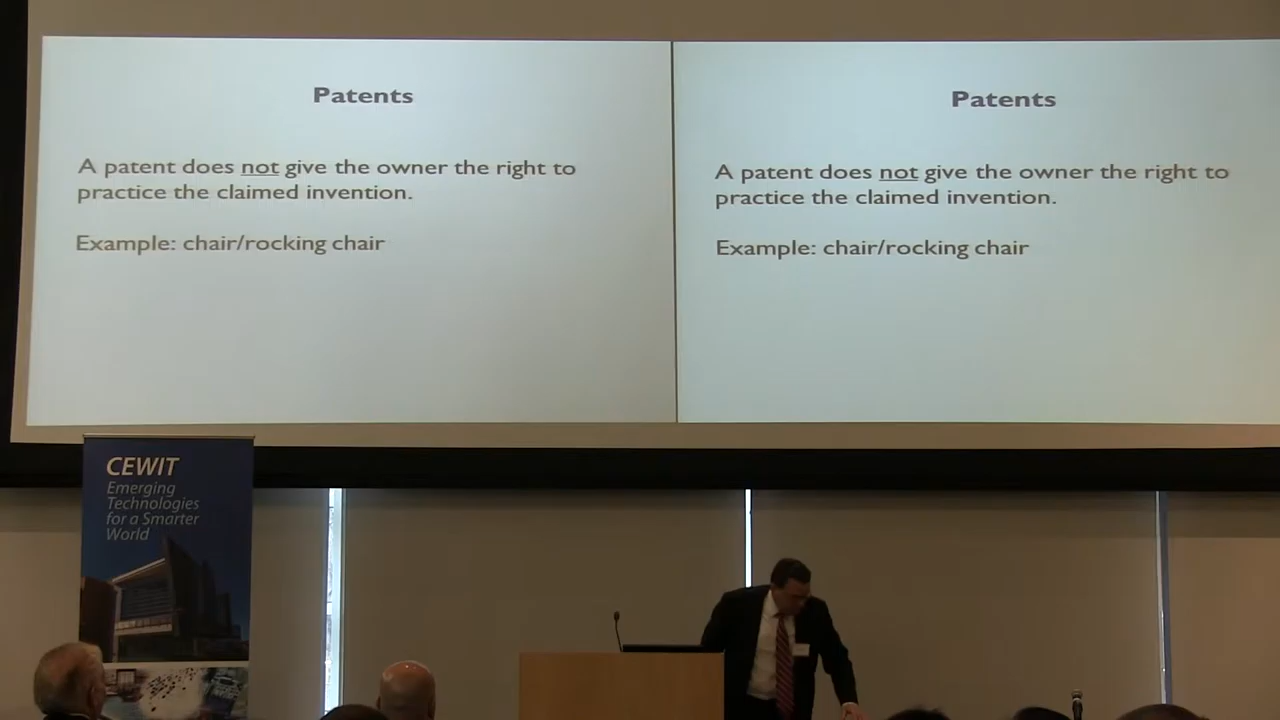 Patents
A patent does not give the owner the right to
practice the claimed invention.
Example: chair/rocking chair
Patents
A patent does not give the owner the right to
practice the claimed invention.
Example: chair/rocking chair
CEWIT
Emerging
Technologies
for a Smarter
World